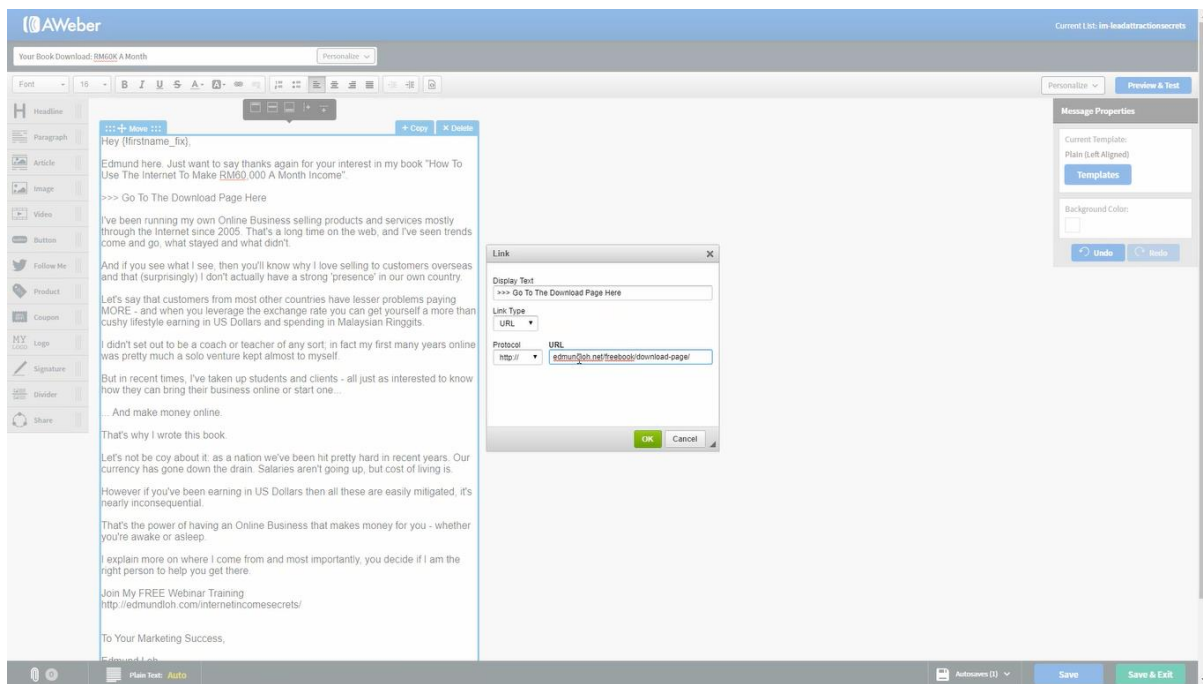 AWeber
Current List: im-leadattractionsecrets
Your Book Download: RM60K A Month
Personalize
Font
16
B I U S A
Personalize
Preview & Test
Headline
Paragraph
Article
Image
Video
Button
Follow Me
Product
Coupon
MY LOGO Logo
Signature
Divider
Share
Move
+ Copy
X Delete
Hey {!firstname_fix},
Edmund here. Just want to say thanks again for your interest in my book "How To
Use The Internet To Make RM60,000 A Month Income".
>>> Go To The Download Page Here
I've been running my own Online Business selling products and services mostly
through the Internet since 2005. That's a long time on the web, and I've seen trends
come and go, what stayed and what didn't.
And if you see what I see, then you'll know why I love selling to customers overseas
and that (surprisingly) I don't actually have a strong 'presence' in our own country.
Let's say that customers from most other countries have lesser problems paying
MORE - and when you leverage the exchange rate you can get yourself a more than
cushy lifestyle earning in US Dollars and spending in Malaysian Ringgits.
I didn't set out to be a coach or teacher of any sort; in fact my first many years online
was pretty much a solo venture kept almost to myself.
But in recent times, I've taken up students and clients - all just as interested to know
how they can bring their business online or start one...
... And make money online.
That's why I wrote this book.
Let's not be coy about it: as a nation we've been hit pretty hard in recent years. Our
currency has gone down the drain. Salaries aren't going up, but cost of living is.
However if you've been earning in US Dollars then all these are easily mitigated, it's
nearly inconsequential.
That's the power of having an Online Business that makes money for you - whether
you're awake or asleep.
I explain more on where I come from and most importantly, you decide if I am the
right person to help you get there.
Join My FREE Webinar Training
http://edmundloh.com/internetincomesecrets/
To Your Marketing Success,
Edmund Loh
Link
Display Text
>>> Go To The Download Page Here
Link Type
URL
Protocol
URL
http://
edmundloh.net/freebook/download-page/
OK
Cancel
Message Properties
Current Template:
Plain (Left Aligned)
Templates
Background Color:
Undo
Redo
0
Plain Text: Auto
Autosaves (1)
Save
Save & Exit